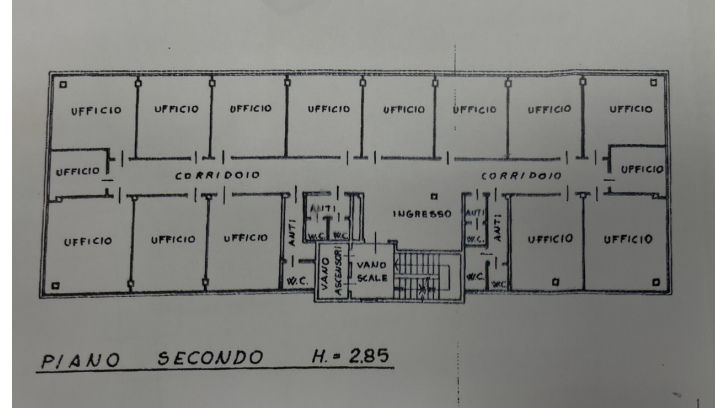 UFFICIO UFFICIO UFFICIO UFFICIO UFFICIO UFFICIO UFFICIO UFFICIO
UFFICIO CORRIDOIO CORRIDOIO UFFICIO
ANTI INGRESSO ANTI
ANTI ANTI
UFFICIO UFFICIO UFFICIO W.C. W.C. W.C. UFFICIO UFFICIO
VANO ASCENSORI
VANO
SCALE
W.C. W.C. W.C.
PIANO SECONDO H.= 2.85